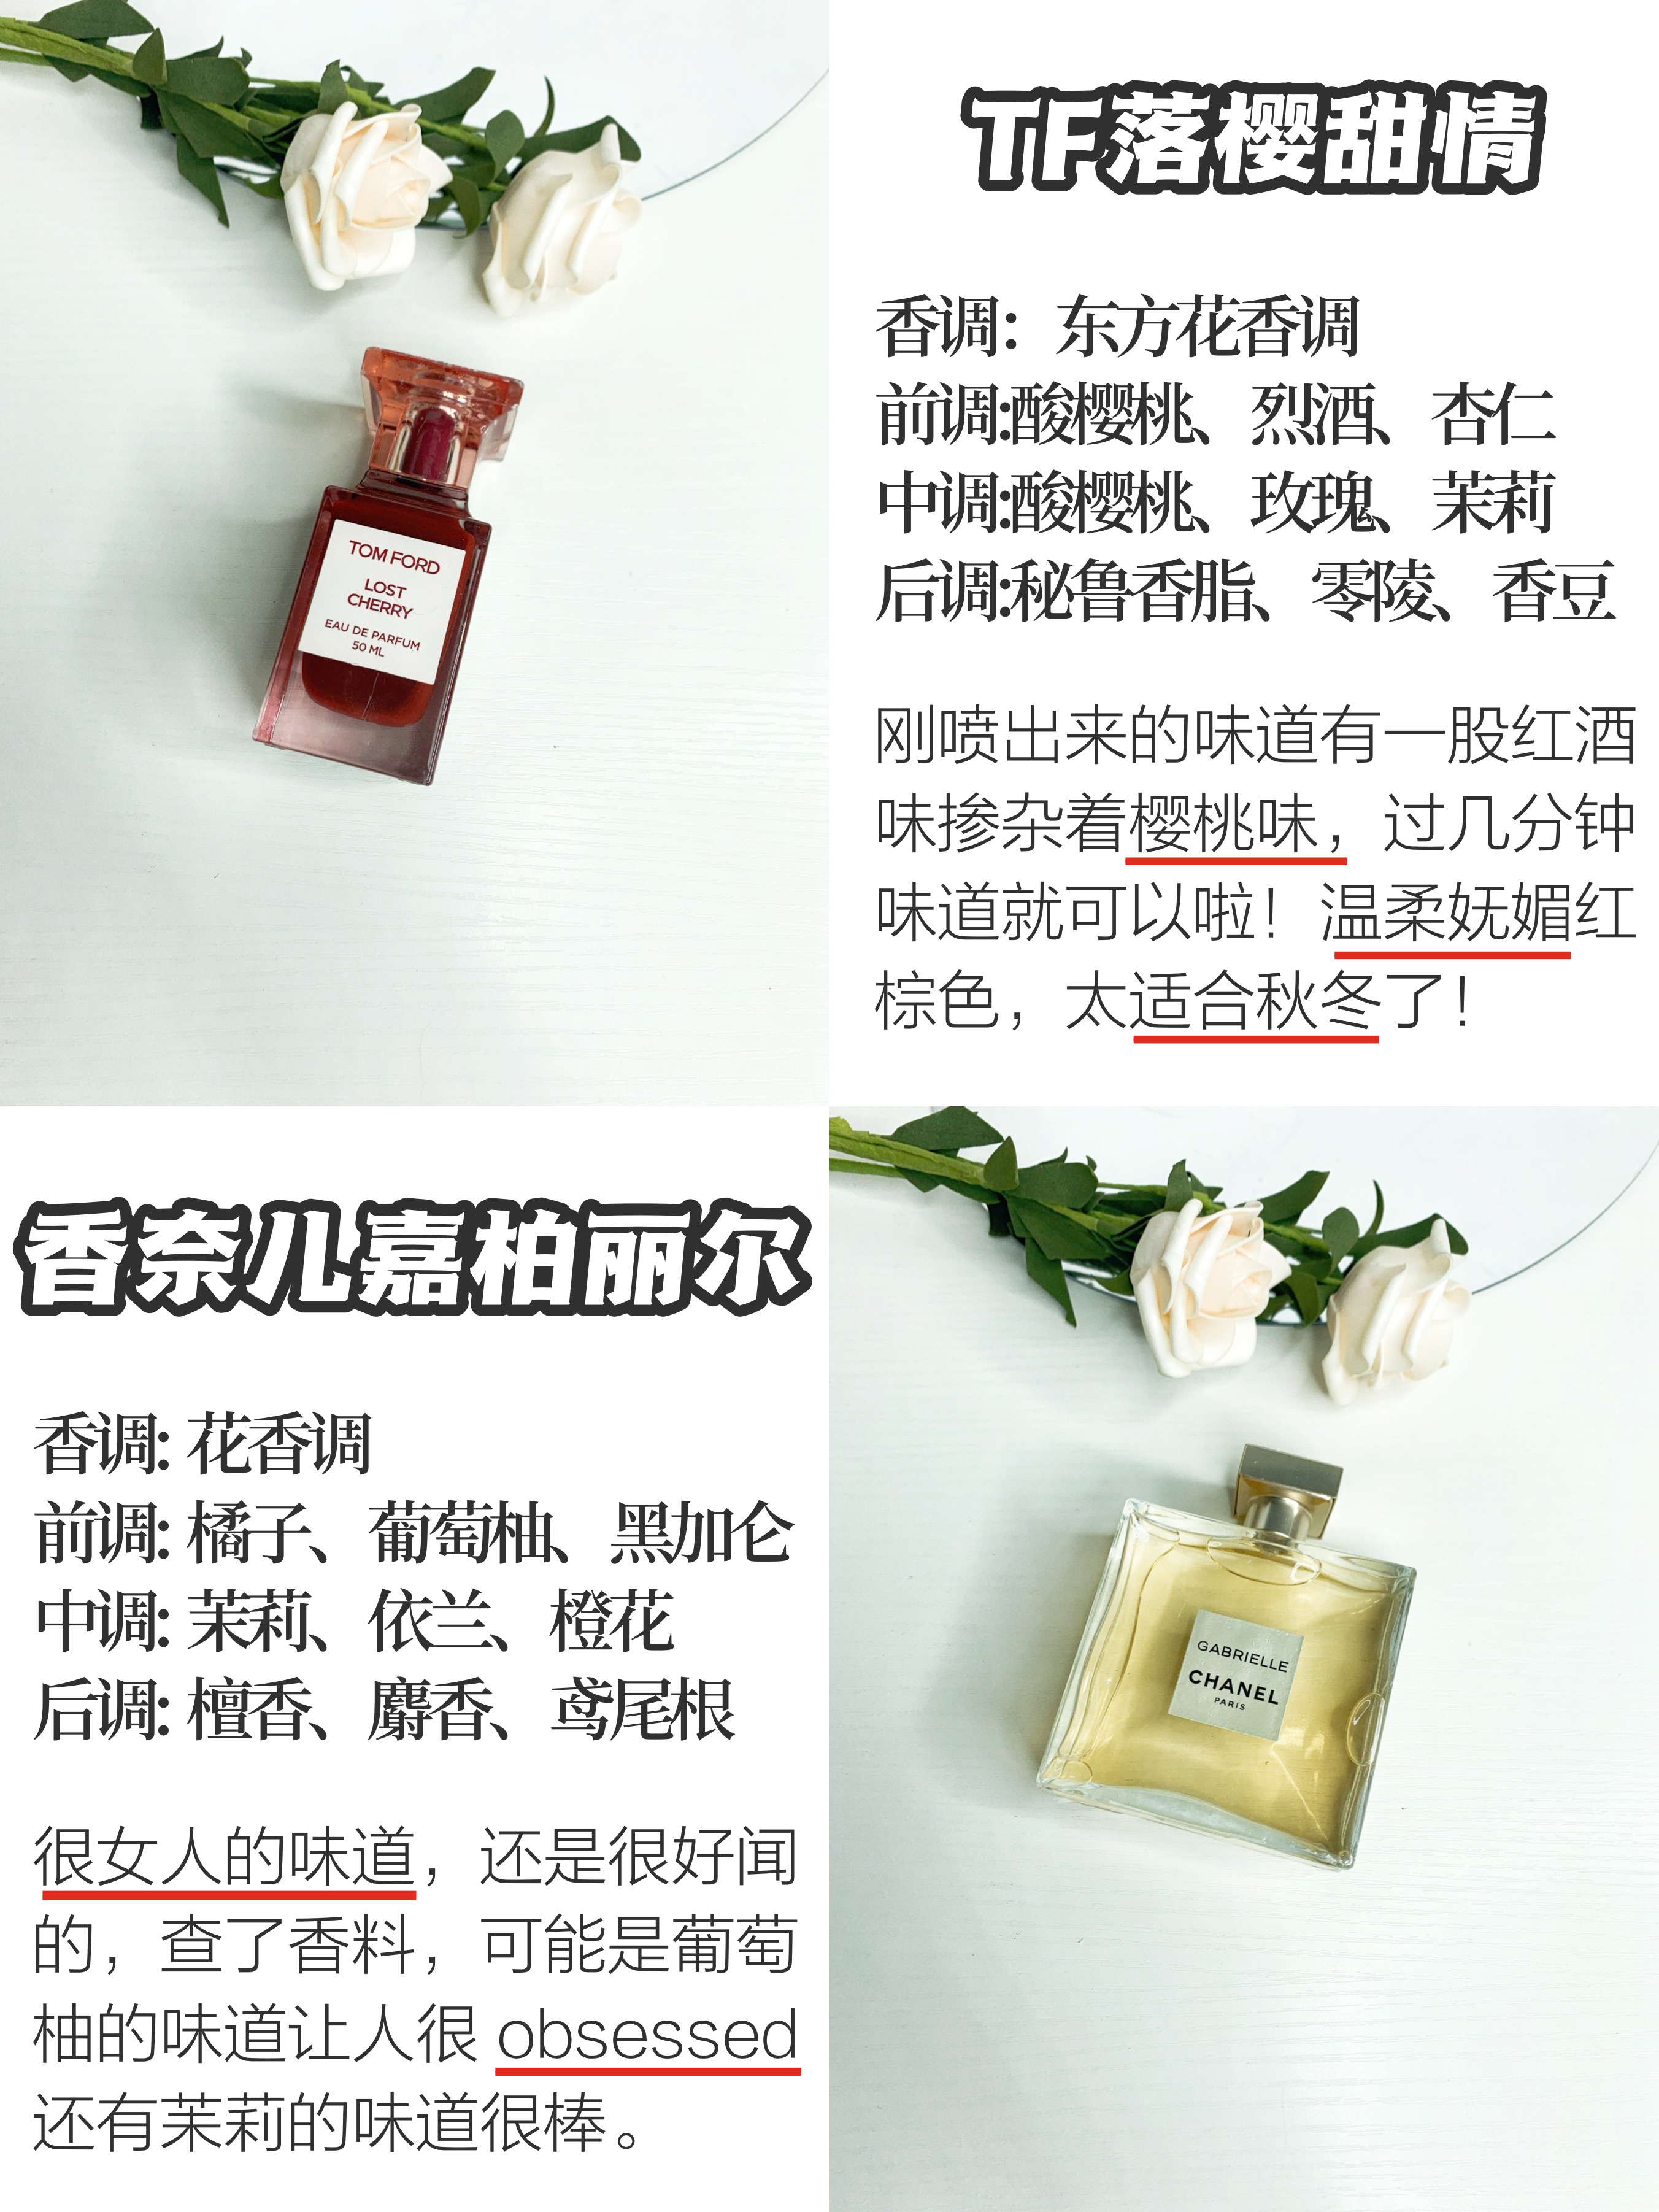 TOM FORD
LOST
CHERRY
EAU DE PARFUM
50 ML
TF落樱甜情
香调：东方花香调
前调:酸樱桃、烈酒、杏仁
中调:酸樱桃、玫瑰、茉莉
后调:秘鲁香脂、零陵、香豆
刚喷出来的味道有一股红酒
味掺杂着樱桃味，过几分钟
味道就可以啦！温柔妩媚红
棕色，太适合秋冬了！
香奈儿嘉柏丽尔
香调: 花香调
前调: 橘子、葡萄柚、黑加仑
中调: 茉莉、依兰、橙花
后调: 檀香、麝香、鸢尾根
很女人的味道，还是很好闻
的，查了香料，可能是葡萄
柚的味道让人很 obsessed
还有茉莉的味道很棒。
GABRIELLE
CHANEL
PARIS